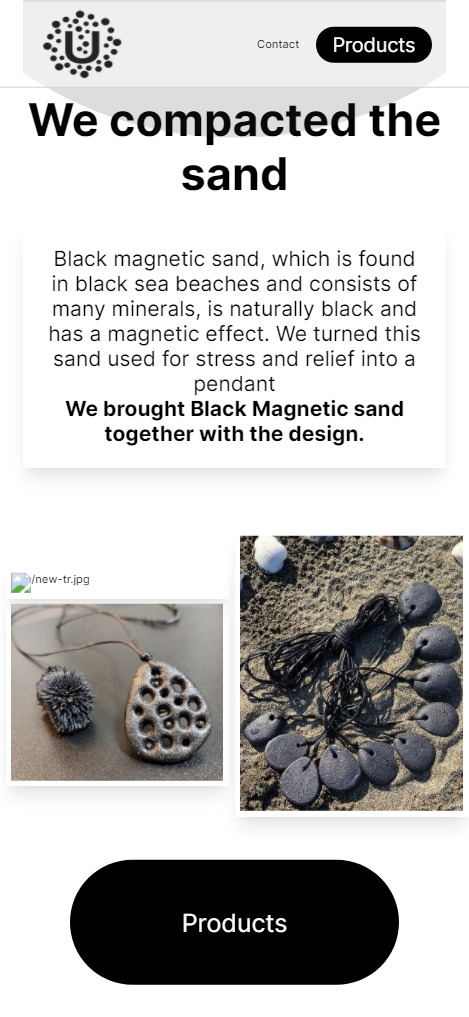 U
Contact
Products
We compacted the
sand
Black magnetic sand, which is found
in black sea beaches and consists of
many minerals, is naturally black and
has a magnetic effect. We turned this
sand used for stress and relief into a
pendant
We brought Black Magnetic sand
together with the design.
/new-tr.jpg
Products